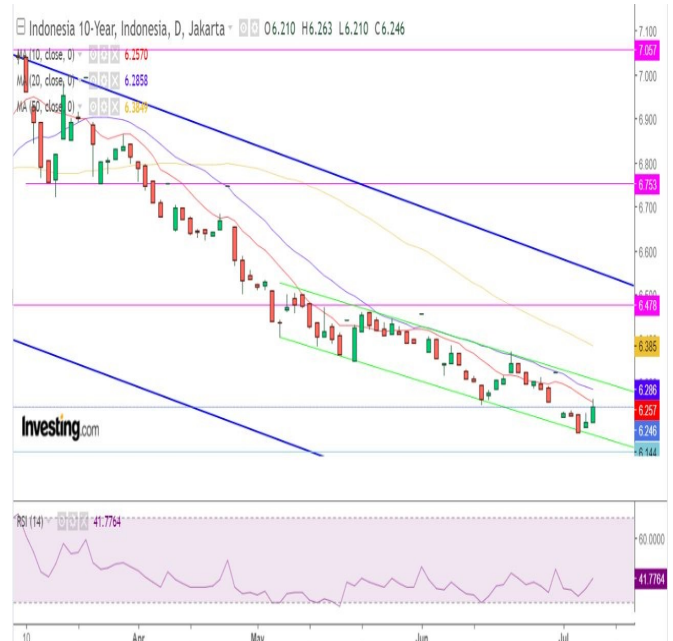 Indonesia 10-Year, Indonesia, D, Jakarta O6.210 H6.263 L6.210 C6.246
MA (10, close, 0) 6.2570
MA (20, close, 0) 6.2858
MA (50, close, 0) 6.3849
7.100
7.057
7.000
6.900
6.800
6.753
6.700
6.600
6.478
6.385
6.286
6.257
6.246
6.144
Investing.com
RSI (14) 41.7764
60.0000
41.7764
10 Apr May Jun Jul